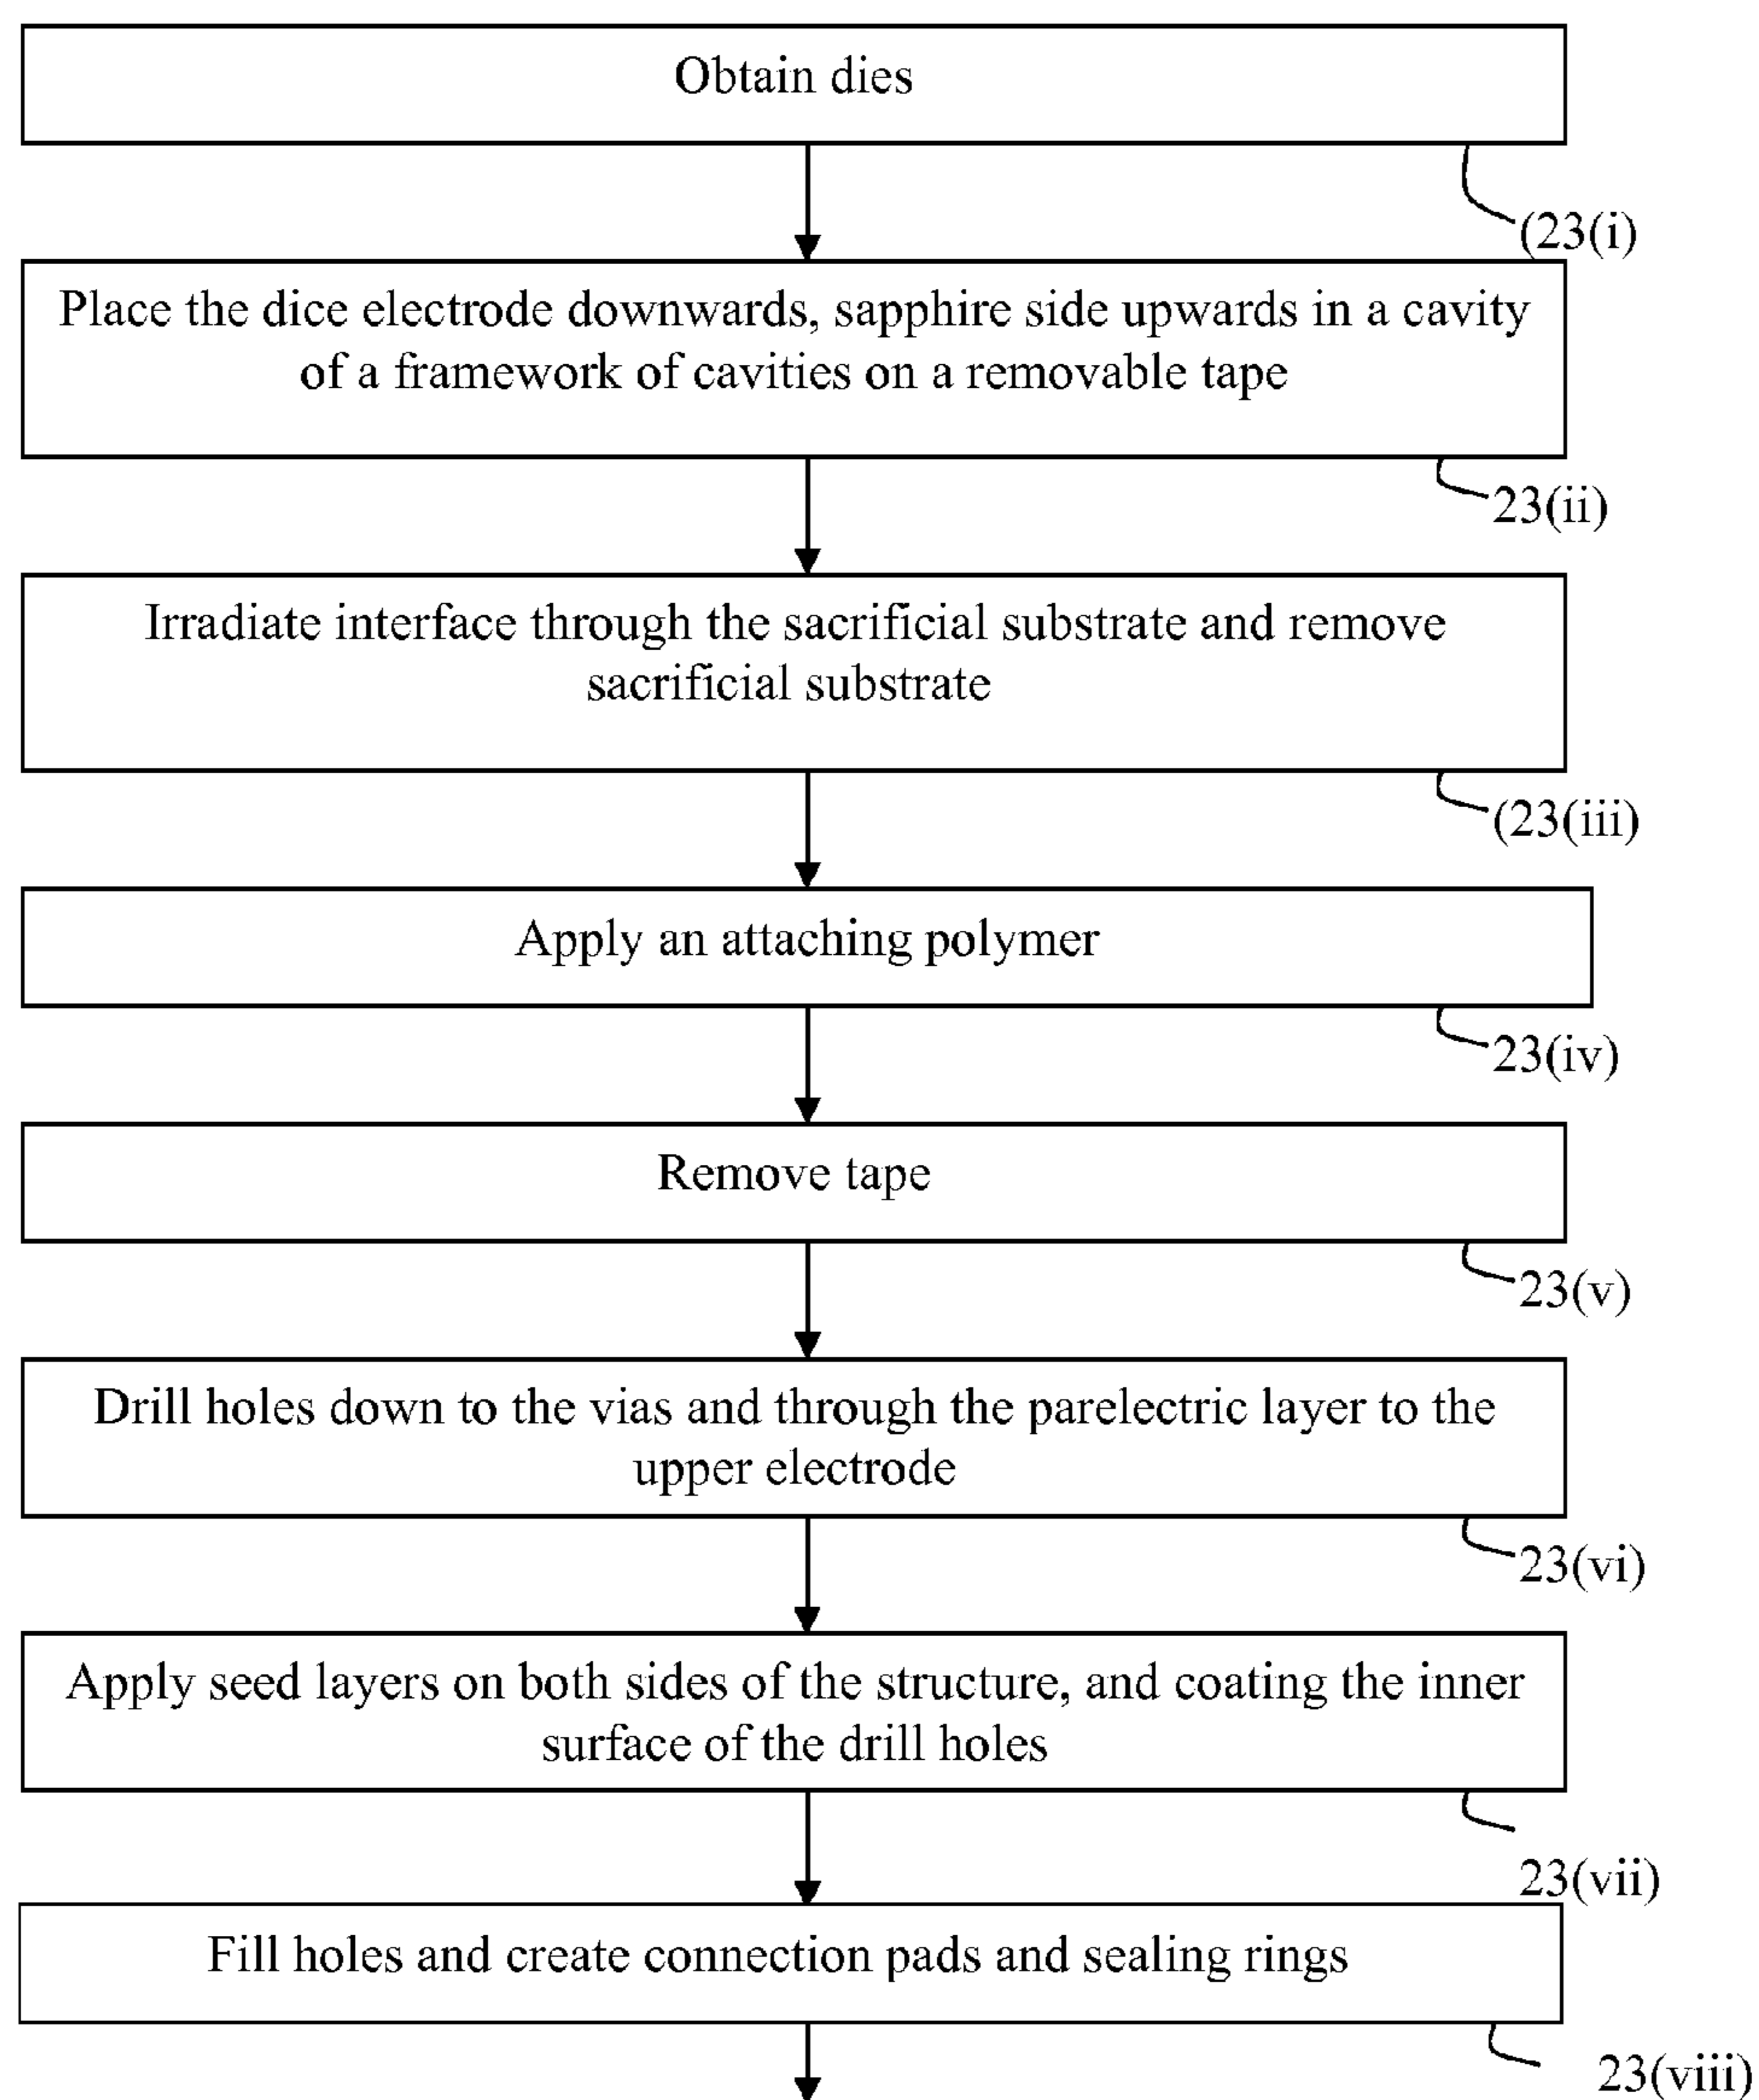 Obtain dies
(23(i)
Place the dice electrode downwards, sapphire side upwards in a cavity
of a framework of cavities on a removable tape
23(ii)
Irradiate interface through the sacrificial substrate and remove
sacrificial substrate
(23(iii)
Apply an attaching polymer
23(iv)
Remove tape
23(v)
Drill holes down to the vias and through the parelectric layer to the
upper electrode
23(vi)
Apply seed layers on both sides of the structure, and coating the inner
surface of the drill holes
23(vii)
Fill holes and create connection pads and sealing rings
23(viii)